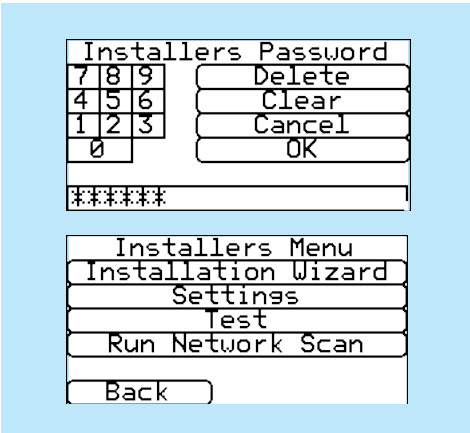 Installers Password
7 8 9 Delete
4 5 6 Clear
1 2 3 Cancel
0 OK
******
Installers Menu
Installation Wizard
Settings
Test
Run Network Scan
Back